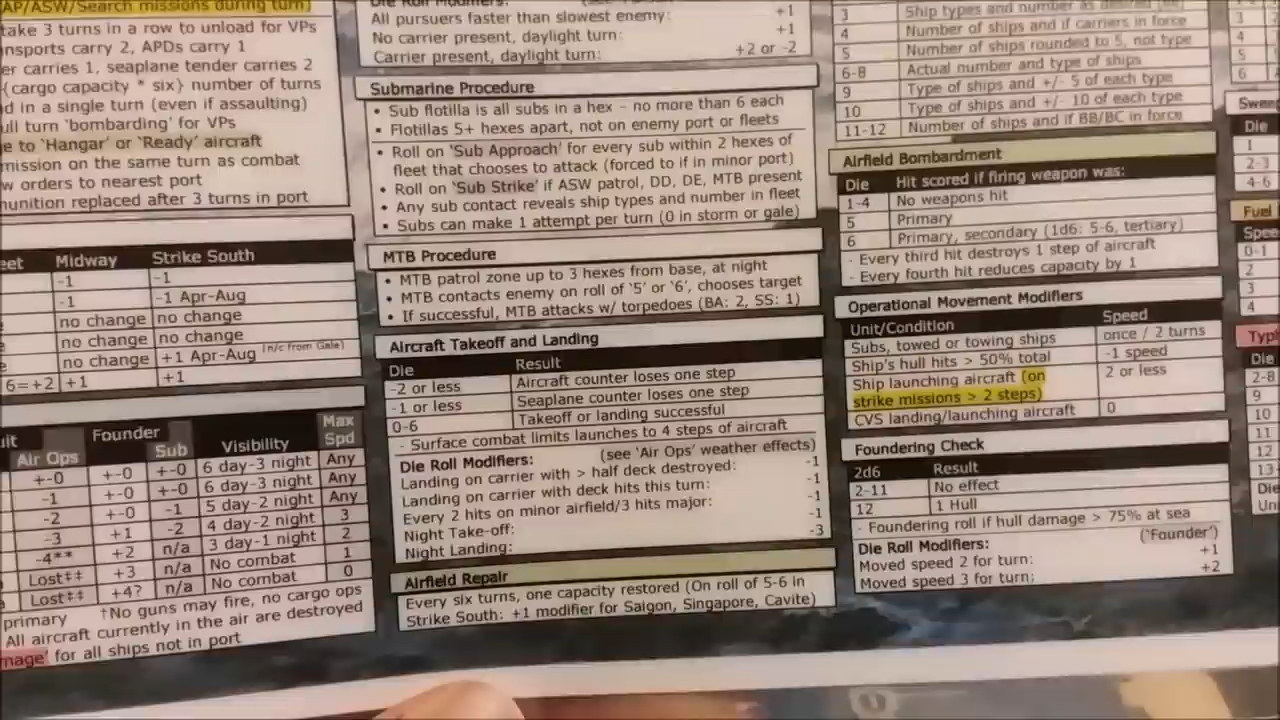 AP/ASW/Search missions during turn
take 3 turns in a row to unload for VPs
nsports carry 2, APDs carry 1
er carries 1, seaplane tender carries 2
{cargo capacity * six} number of turns
d in a single turn (even if assaulting)
ull turn 'bombarding' for VPs
e to 'Hangar' or 'Ready' aircraft
mission on the same turn as combat
w orders to nearest port
nunition replaced after 3 turns in port
eet Midway Strike South
-1 -1
-1 -1 Apr-Aug
no change no change
no change no change
no change +1 Apr-Aug (n/c from Gale)
6=+2 +1 +1
Founder Max
Air Ops Sub Visibility Spd
+-0 +-0 +-0 6 day-3 night Any
-1 +-0 +-0 6 day-3 night Any
-2 +-0 -1 5 day-2 night Any
-3 +1 -2 4 day-2 night 3
-4** +2 n/a 3 day-1 night 2
Lost‡‡ +3 n/a No combat 1
Lost‡‡ +4? n/a No combat 0
primary †No guns may fire, no cargo ops
All aircraft currently in the air are destroyed
mage' for all ships not in port
All pursuers faster than slowest enemy: +1
No carrier present, daylight turn: +1
Carrier present, daylight turn: +2 or -2
Submarine Procedure
• Sub flotilla is all subs in a hex – no more than 6 each
• Flotillas 5+ hexes apart, not on enemy port or fleets
• Roll on 'Sub Approach' for every sub within 2 hexes of
fleet that chooses to attack (forced to if in minor port)
• Roll on 'Sub Strike' if ASW patrol, DD, DE, MTB present
• Any sub contact reveals ship types and number in fleet
• Subs can make 1 attempt per turn (0 in storm or gale)
MTB Procedure
• MTB patrol zone up to 3 hexes from base, at night
• MTB contacts enemy on roll of '5' or '6', chooses target
• If successful, MTB attacks w/ torpedoes (BA: 2, SS: 1)
Aircraft Takeoff and Landing
Die Result
-2 or less Aircraft counter loses one step
-1 or less Seaplane counter loses one step
0-6 Takeoff or landing successful
- Surface combat limits launches to 4 steps of aircraft
Die Roll Modifiers: (see 'Air Ops' weather effects)
Landing on carrier with > half deck destroyed: -1
Landing on carrier with deck hits this turn: -1
Every 2 hits on minor airfield/3 hits major: -1
Night Take-off: -1
Night Landing: -3
Airfield Repair
Every six turns, one capacity restored (On roll of 5-6 in
Strike South: +1 modifier for Saigon, Singapore, Cavite)
3 Ship types and number as
4 Number of ships and if carriers in force
5 Number of ships rounded to 5, not type
6-8 Actual number and type of ships
9 Type of ships and +/- 5 of each type
10 Type of ships and +/- 10 of each type
11-12 Number of ships and if BB/BC in force
Airfield Bombardment
Die Hit scored if firing weapon was:
1-4 No weapons hit
5 Primary
6 Primary, secondary (1d6: 5-6, tertiary)
- Every third hit destroys 1 step of aircraft
- Every fourth hit reduces capacity by 1
Operational Movement Modifiers
Unit/Condition Speed
Subs, towed or towing ships once / 2 turns
Ship's hull hits > 50% total -1 speed
Ship launching aircraft (on 2 or less
strike missions > 2 steps)
CVS landing/launching aircraft 0
Foundering Check
2d6 Result
2-11 No effect
12 1 Hull
- Foundering roll if hull damage > 75% at sea
Die Roll Modifiers: ('Founder')
Moved speed 2 for turn: +1
Moved speed 3 for turn: +2
3
4
5
6
Swee
Die
1
2-3
4-6
Fuel
Spee
0-1
2
3
4
Typ
Die
2-8
9
10
11
12
13
Die
Un